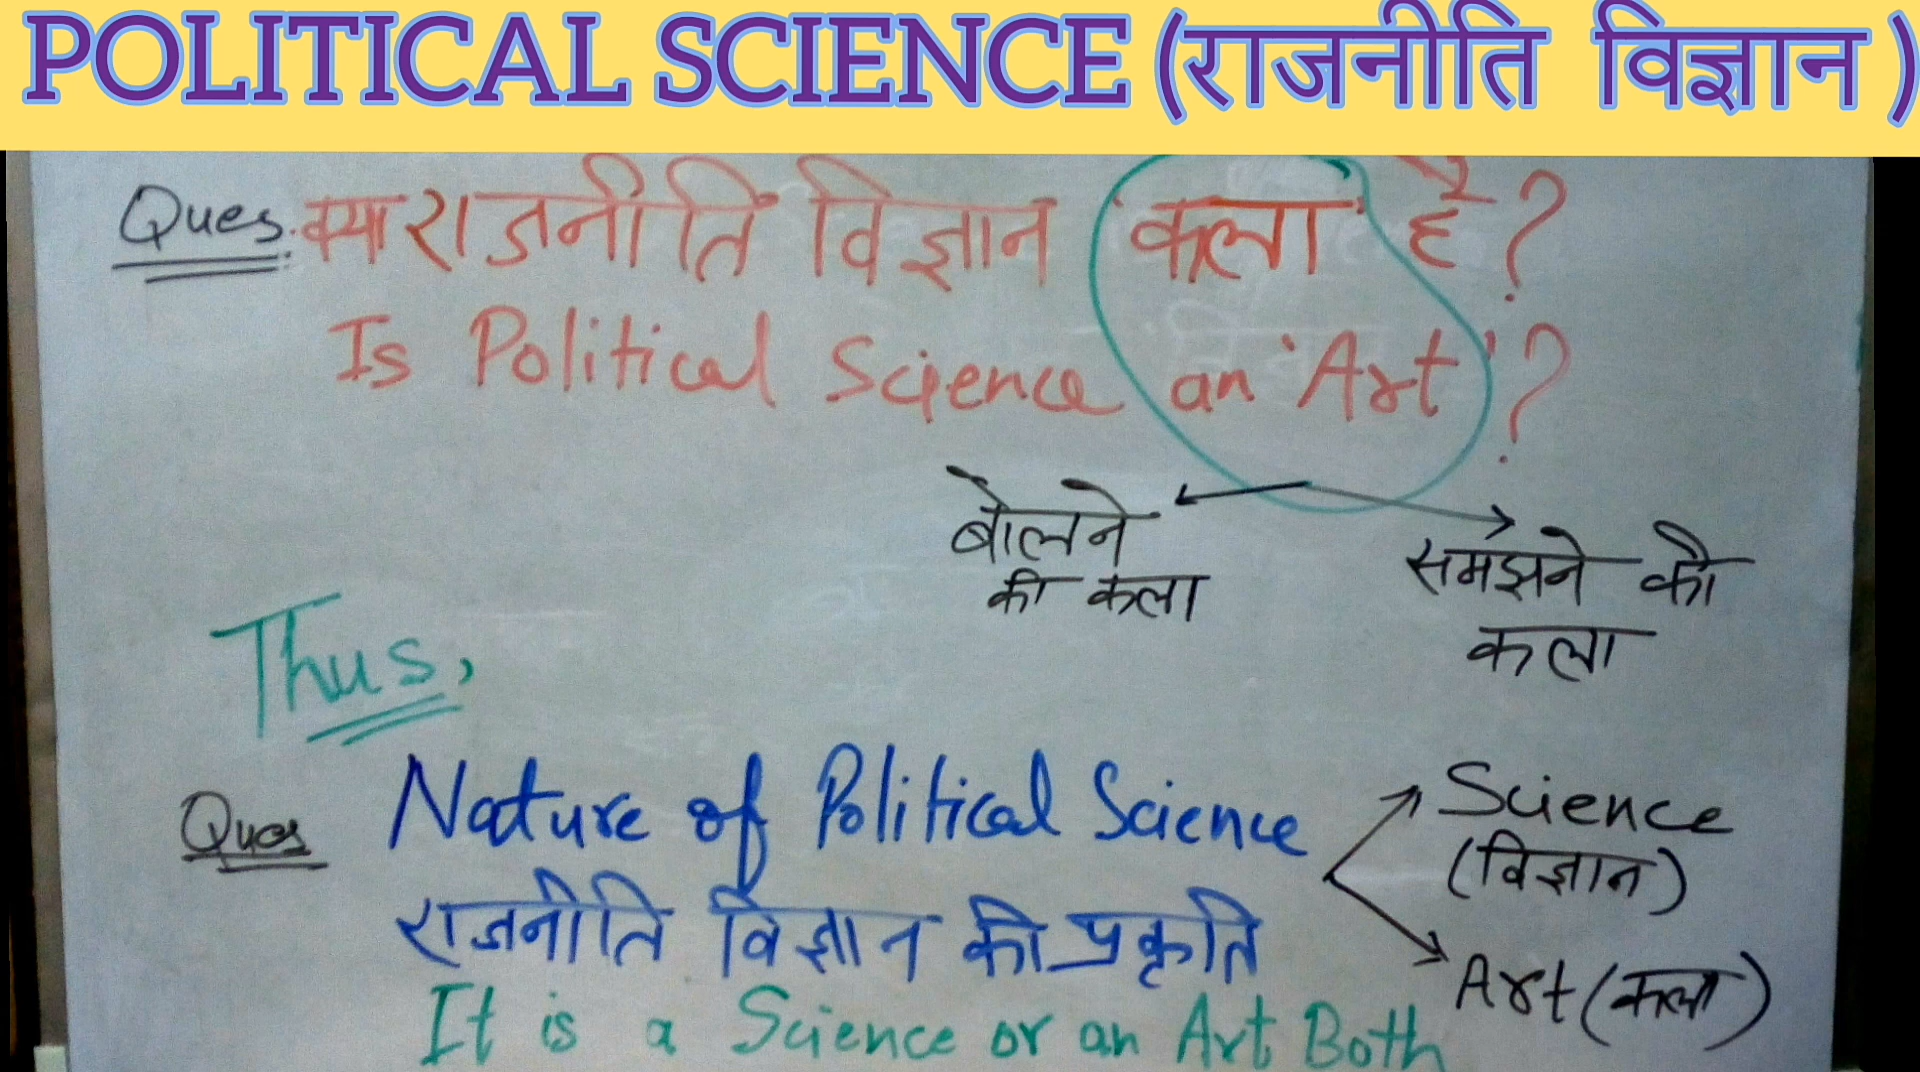 POLITICAL SCIENCE (राजनीति विज्ञान )
Ques. क्या राजनीति विज्ञान कला है ?
Is Political Science an 'Art' ?
बोलने
की कला
समझने की
कला
Thus,
Ques Nature of Political Science
राजनीति विज्ञान की प्रकृति
Science
(विज्ञान)
Art (कला)
It is a Science or an Art Both